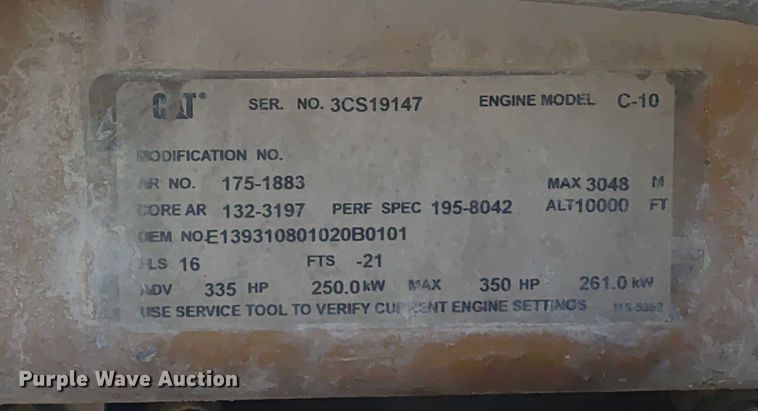 CAT® SER. NO. 3CS19147 ENGINE MODEL C-10
MODIFICATION NO.
AR NO. 175-1883 MAX 3048 M
CORE AR 132-3197 PERF SPEC 195-8042 ALT 10000 FT
OEM NO. E139310801020B0101
FLS 16 FTS -21
ADV 335 HP 250.0 kW MAX 350 HP 261.0 kW
USE SERVICE TOOL TO VERIFY CURRENT ENGINE SETTINGS
Purple Wave Auction